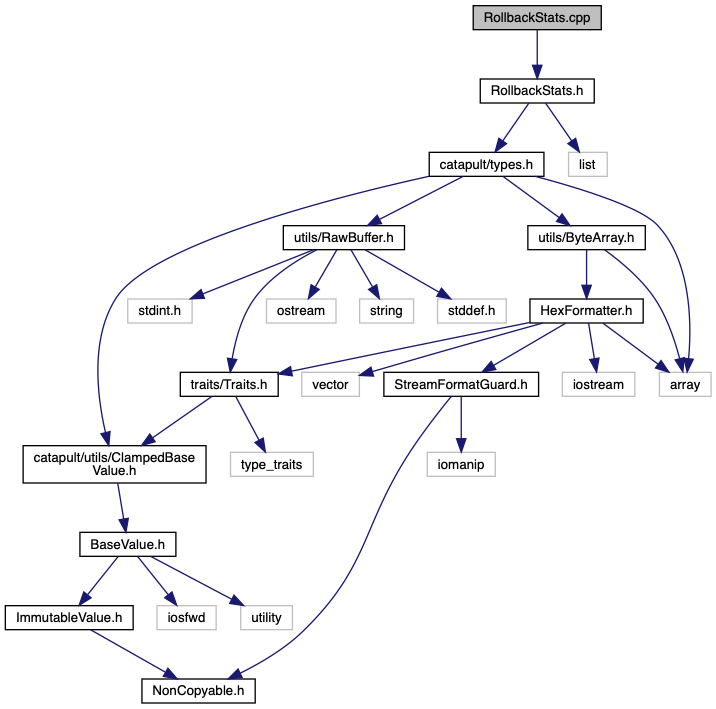 RollbackStats.cpp
RollbackStats.h
catapult/types.h
list
utils/RawBuffer.h
utils/ByteArray.h
stdint.h
ostream
string
stddef.h
HexFormatter.h
traits/Traits.h
vector
StreamFormatGuard.h
iostream
array
catapult/utils/ClampedBase
Value.h
type_traits
iomanip
BaseValue.h
ImmutableValue.h
iosfwd
utility
NonCopyable.h